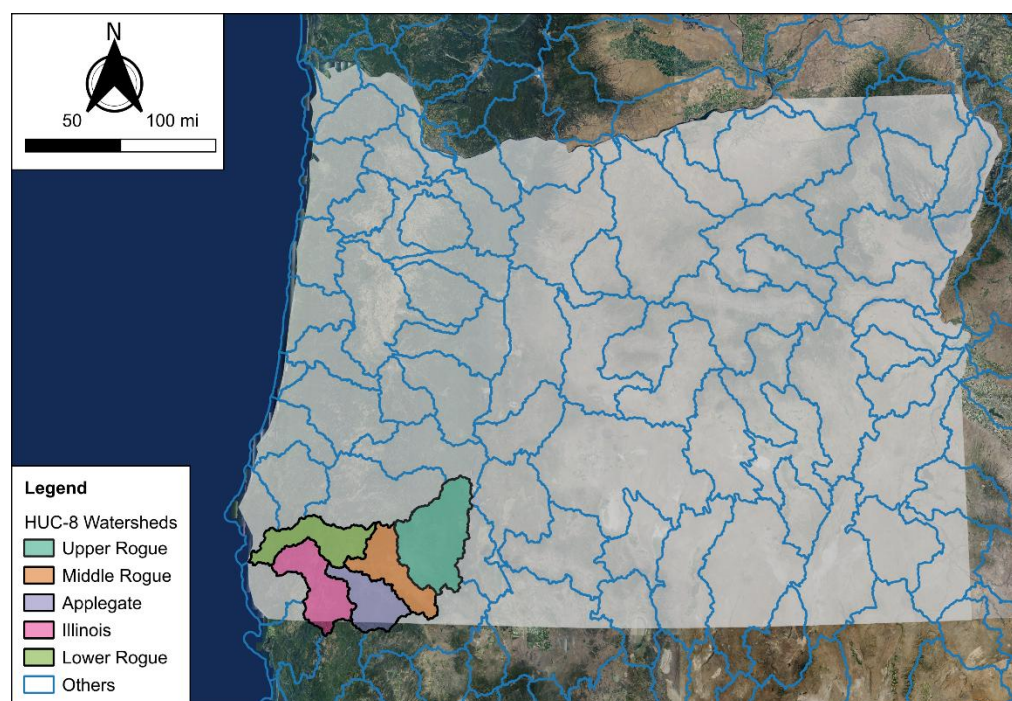 N
50 100 mi
Legend
HUC-8 Watersheds
Upper Rogue
Middle Rogue
Applegate
Illinois
Lower Rogue
Others